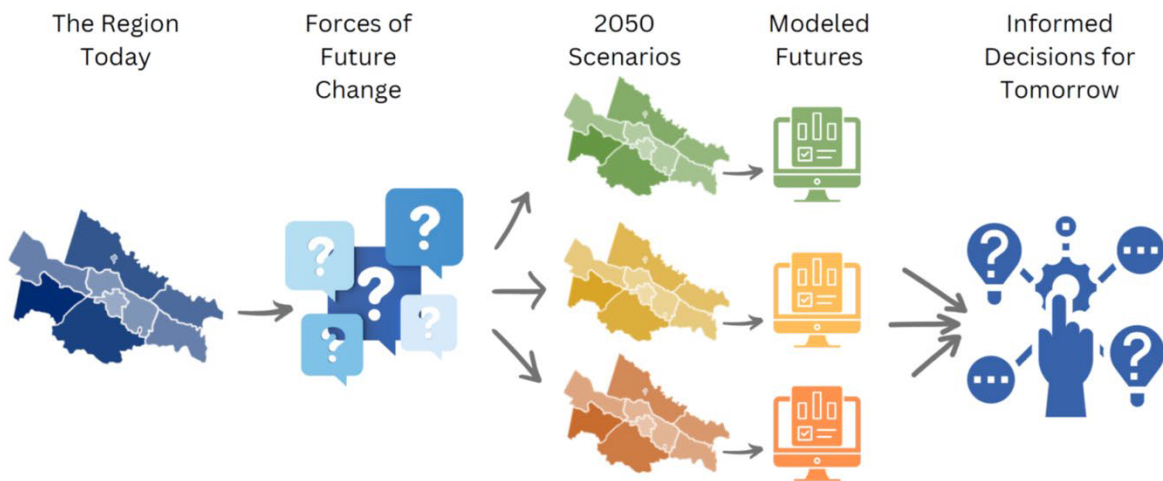 The Region
Today
Forces of
Future
Change
2050
Scenarios
Modeled
Futures
Informed
Decisions for
Tomorrow
?
?
?
?
?
?
?